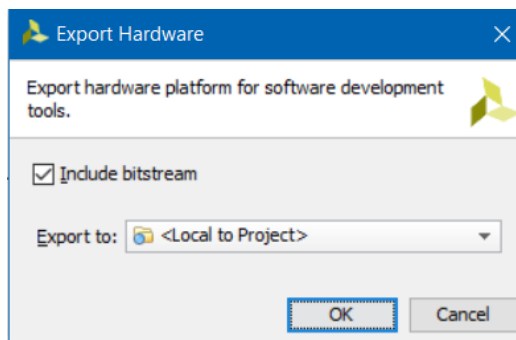 Export Hardware
Export hardware platform for software development
tools.
Include bitstream
Export to: <Local to Project>
OK Cancel